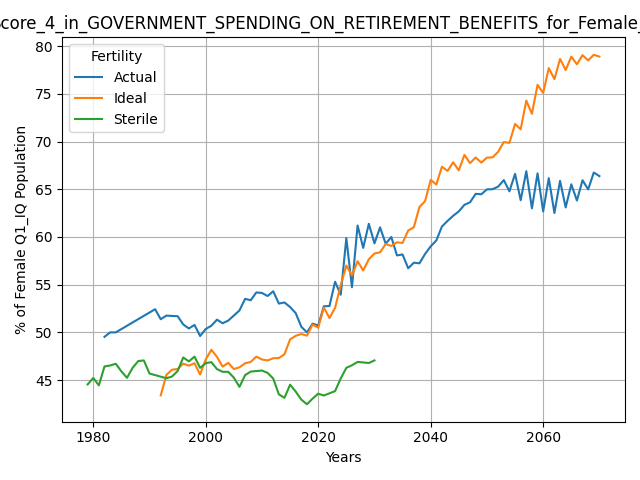 core_4_in_GOVERNMENT_SPENDING_ON_RETIREMENT_BENEFITS_for_Female_
Fertility
Actual
Ideal
Sterile
% of Female Q1_IQ Population
80
75
70
65
60
55
50
45
1980
2000
2020
2040
2060
Years